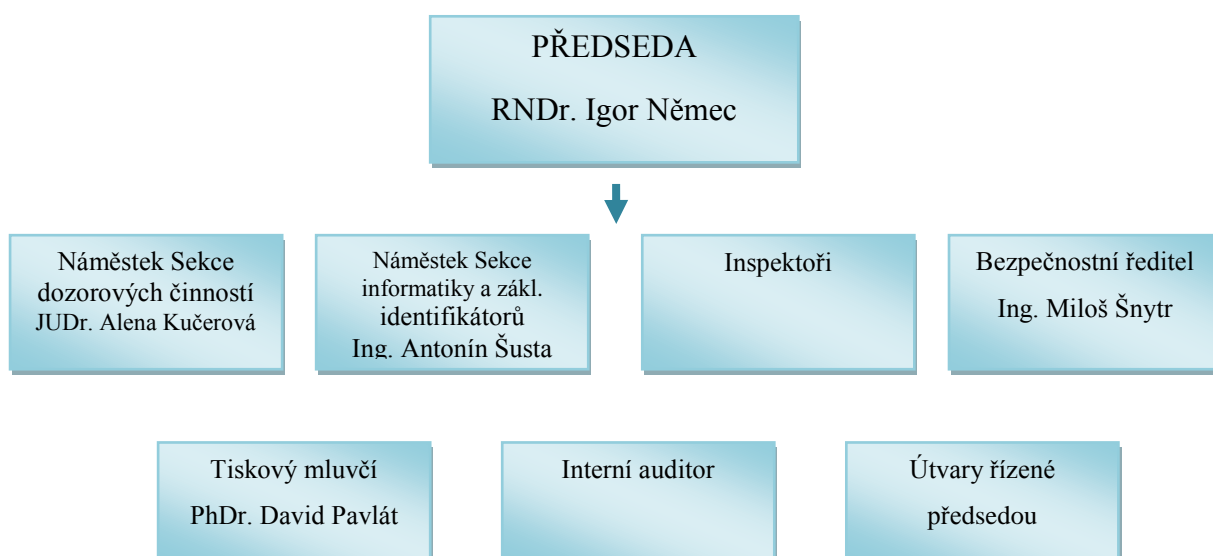 PŘEDSEDA
RNDr. Igor Němec
Náměstek Sekce
dozorových činností
JUDr. Alena Kučerová
Náměstek Sekce
informatiky a zákl.
identifikátorů
Ing. Antonín Šusta
Inspektoři
Bezpečnostní ředitel
Ing. Miloš Šnytr
Tiskový mluvčí
PhDr. David Pavlát
Interní auditor
Útvary řízené
předsedou